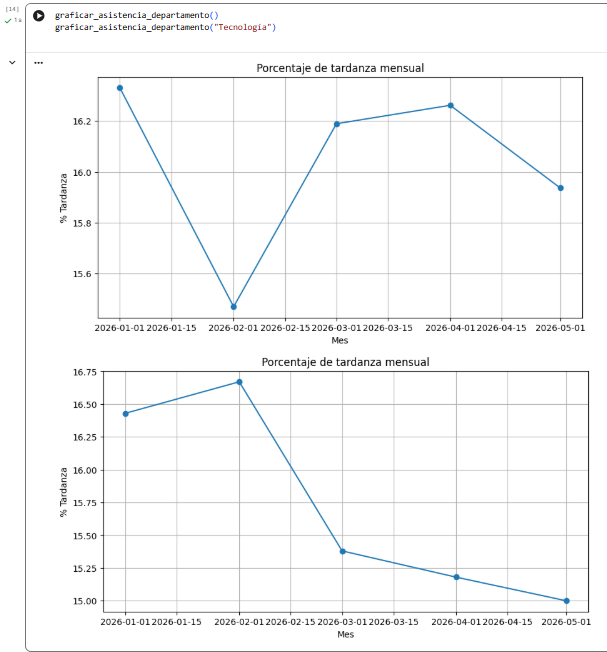 [14]
1s
graficar_asistencia_departamento()
graficar_asistencia_departamento("Tecnología")
Porcentaje de tardanza mensual
16.2
16.0
15.8
15.6
% Tardanza
2026-01-01 2026-01-15 2026-02-01 2026-02-15 2026-03-01 2026-03-15 2026-04-01 2026-04-15 2026-05-01
Mes
Porcentaje de tardanza mensual
16.75
16.50
16.25
16.00
15.75
15.50
15.25
15.00
% Tardanza
2026-01-01 2026-01-15 2026-02-01 2026-02-15 2026-03-01 2026-03-15 2026-04-01 2026-04-15 2026-05-01
Mes